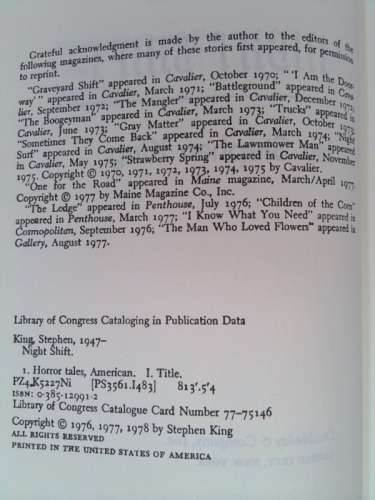 Grateful acknowledgment is made by the author to the editors of the
following magazines, where many of these stories first appeared, for permission
to reprint.
"Graveyard Shift" appeared in Cavalier, October 1970; "I Am the Door-
way" appeared in Cavalier, March 1971; "Battleground" appeared in Cava-
lier, September 1972; "The Mangler" appeared in Cavalier, December 1972;
"The Boogeyman" appeared in Cavalier, March 1973; "Trucks" appeared in
Cavalier, June 1973; "Gray Matter" appeared in Cavalier, October 1973;
"Sometimes They Come Back" appeared in Cavalier, March 1974; "Night
Surf" appeared in Cavalier, August 1974; "The Lawnmower Man" appeared
in Cavalier, May 1975; "Strawberry Spring" appeared in Cavalier, November
1975. Copyright © 1970, 1971, 1972, 1973, 1974, 1975 by Cavalier.
"One for the Road" appeared in Maine magazine, March/April 1977.
Copyright © 1977 by Maine Magazine Co., Inc.
"The Ledge" appeared in Penthouse, July 1976; "Children of the Corn"
appeared in Penthouse, March 1977; "I Know What You Need" appeared in
Cosmopolitan, September 1976; "The Man Who Loved Flowers" appeared in
Gallery, August 1977.
Library of Congress Cataloging in Publication Data
King, Stephen, 1947–
Night Shift.
1. Horror tales, American. I. Title.
PZ4.K5227Ni [PS3561.I483] 813'.5'4
ISBN: 0-385-12991-2
Library of Congress Catalogue Card Number 77–75146
Copyright © 1976, 1977, 1978 by Stephen King
ALL RIGHTS RESERVED
PRINTED IN THE UNITED STATES OF AMERICA